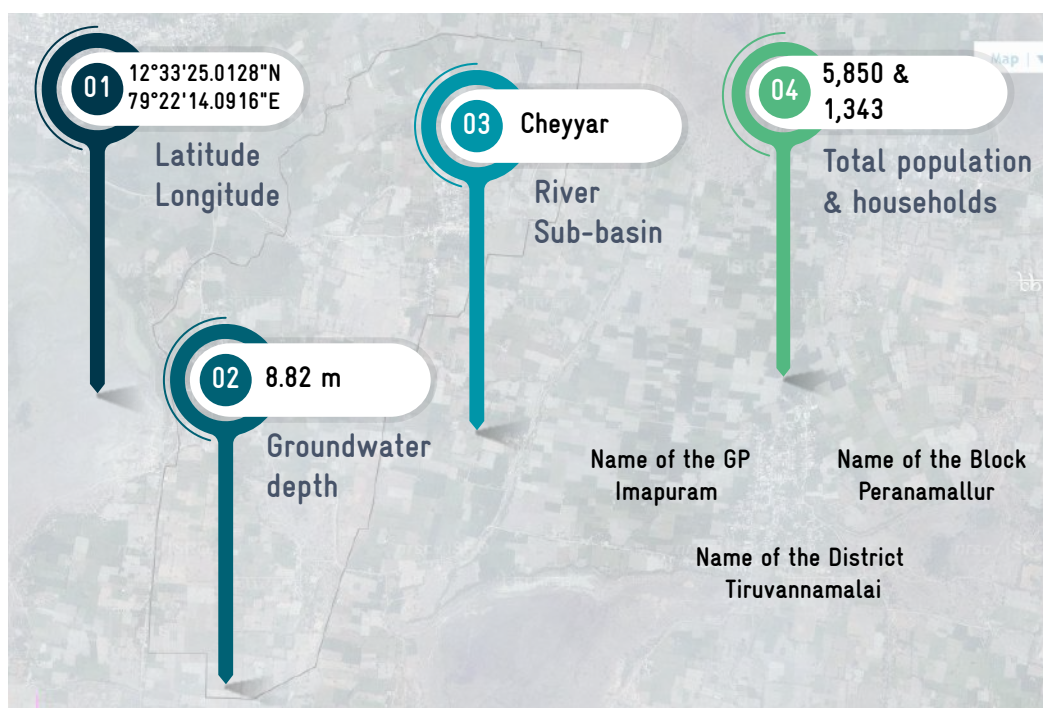 01
12°33'25.0128"N
79°22'14.0916"E
Latitude
Longitude
02
8.82 m
Groundwater
depth
03
Cheyyar
River
Sub-basin
04
5,850 &
1,343
Total population
& households
Map
Name of the GP
Imapuram
Name of the Block
Peranamallur
Name of the District
Tiruvannamalai